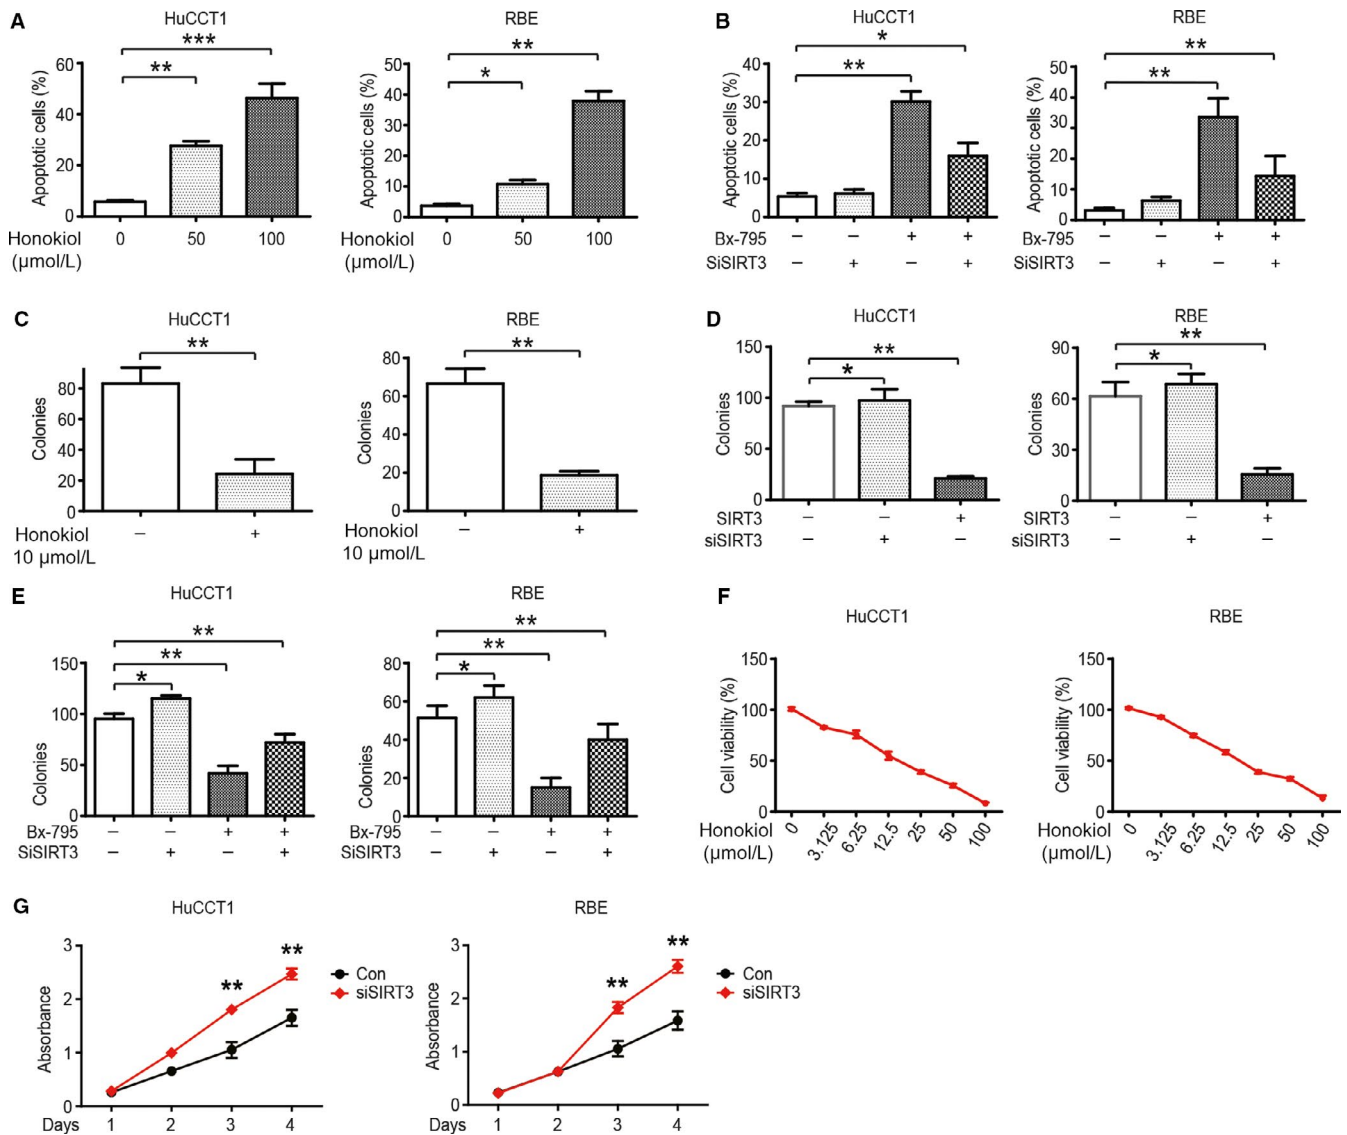 A
HuCCT1
***
**
Apoptotic cells (%)
60
40
20
0
Honokiol
(µmol/L)
0 50 100
RBE
**
*
Apoptotic cells (%)
50
40
30
20
10
0
Honokiol
(µmol/L)
0 50 100
B
HuCCT1
*
**
Apoptotic cells (%)
40
30
20
10
0
Bx-795 – – + +
SiSIRT3 – + – +
RBE
**
**
Apoptotic cells (%)
50
40
30
20
10
0
Bx-795 – – + +
SiSIRT3 – + – +
C
HuCCT1
**
Colonies
80
60
40
20
0
Honokiol – +
10 µmol/L
RBE
**
Colonies
80
60
40
20
0
Honokiol – +
10 µmol/L
D
HuCCT1
**
*
Colonies
150
100
50
0
SIRT3 – – +
siSIRT3 – + –
RBE
**
*
Colonies
90
60
30
0
SIRT3 – – +
siSIRT3 – + –
E
HuCCT1
**
**
*
Colonies
150
100
50
0
Bx-795 – – + +
SiSIRT3 – + – +
RBE
**
**
*
Colonies
80
60
40
20
0
Bx-795 – – + +
SiSIRT3 – + – +
F
HuCCT1
Cell viability (%)
150
100
50
0
Honokiol
(µmol/L)
0 3.125 6.25 12.5 25 50 100
RBE
Cell viability (%)
150
100
50
0
Honokiol
(µmol/L)
0 3.125 6.25 12.5 25 50 100
G
HuCCT1
Absorbance
3
2
1
0
**
**
Con
siSIRT3
Days 1 2 3 4
RBE
Absorbance
3
2
1
0
**
**
Con
siSIRT3
Days 1 2 3 4